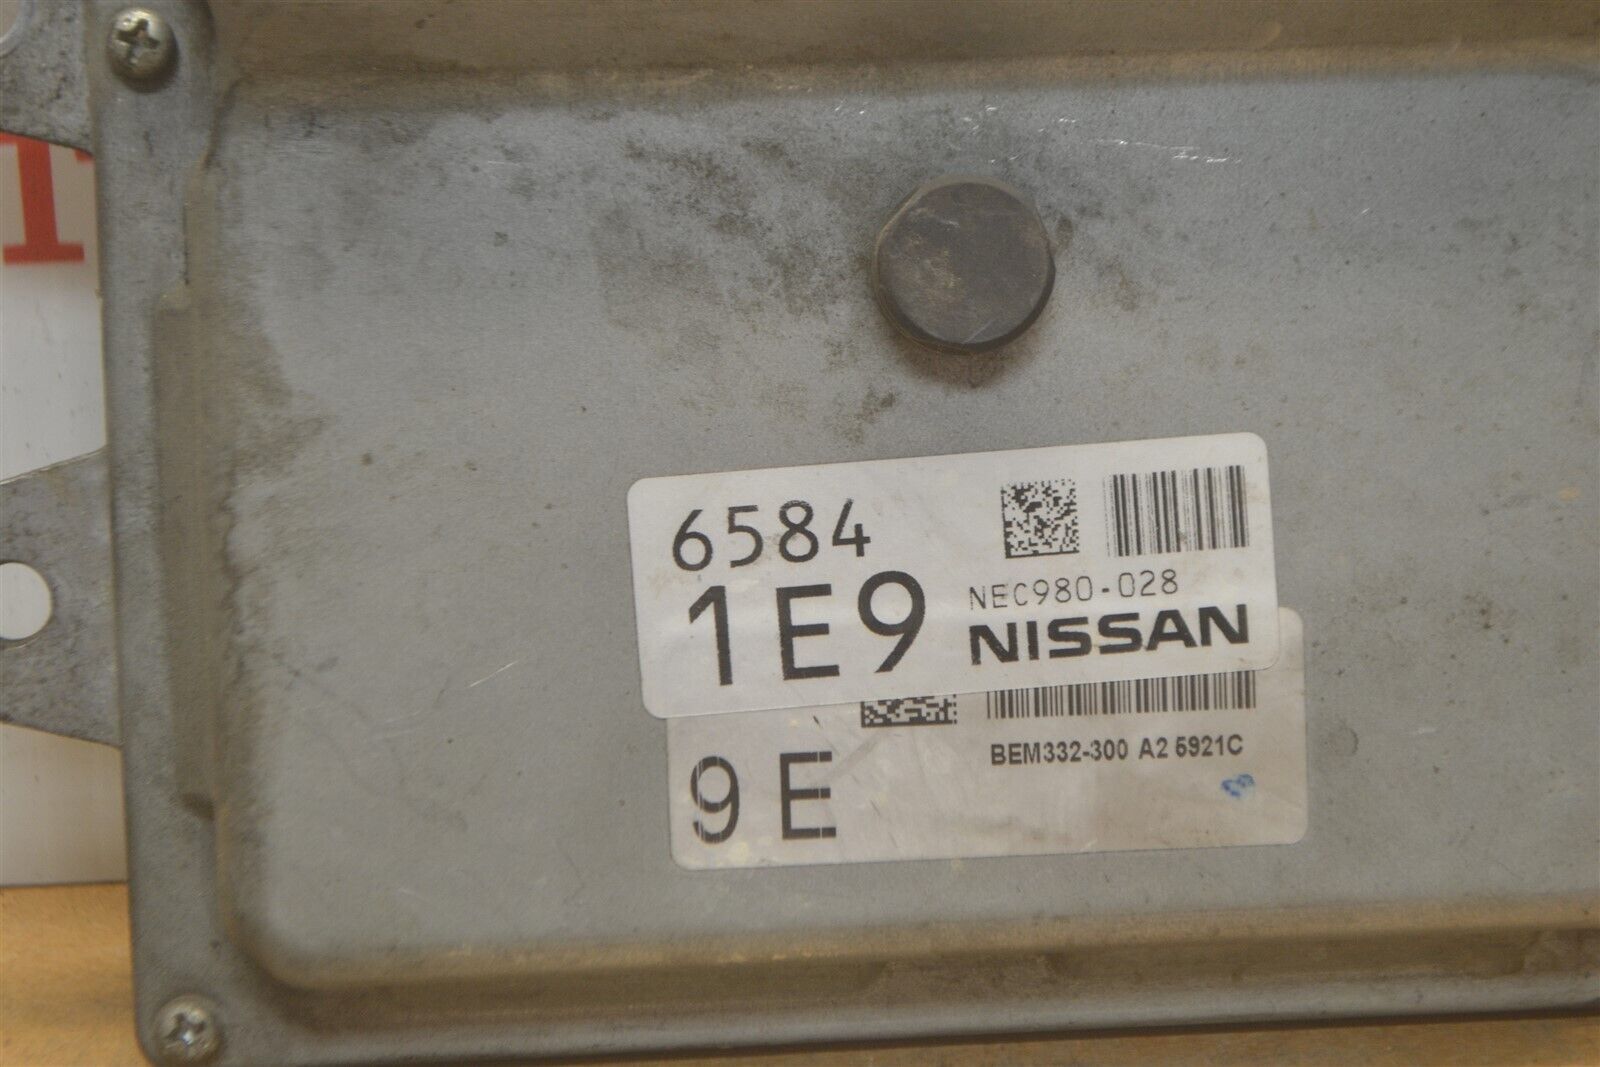 T
6584
1E9
NEC980-028
NISSAN
9E
BEM332-300 A2 5921C